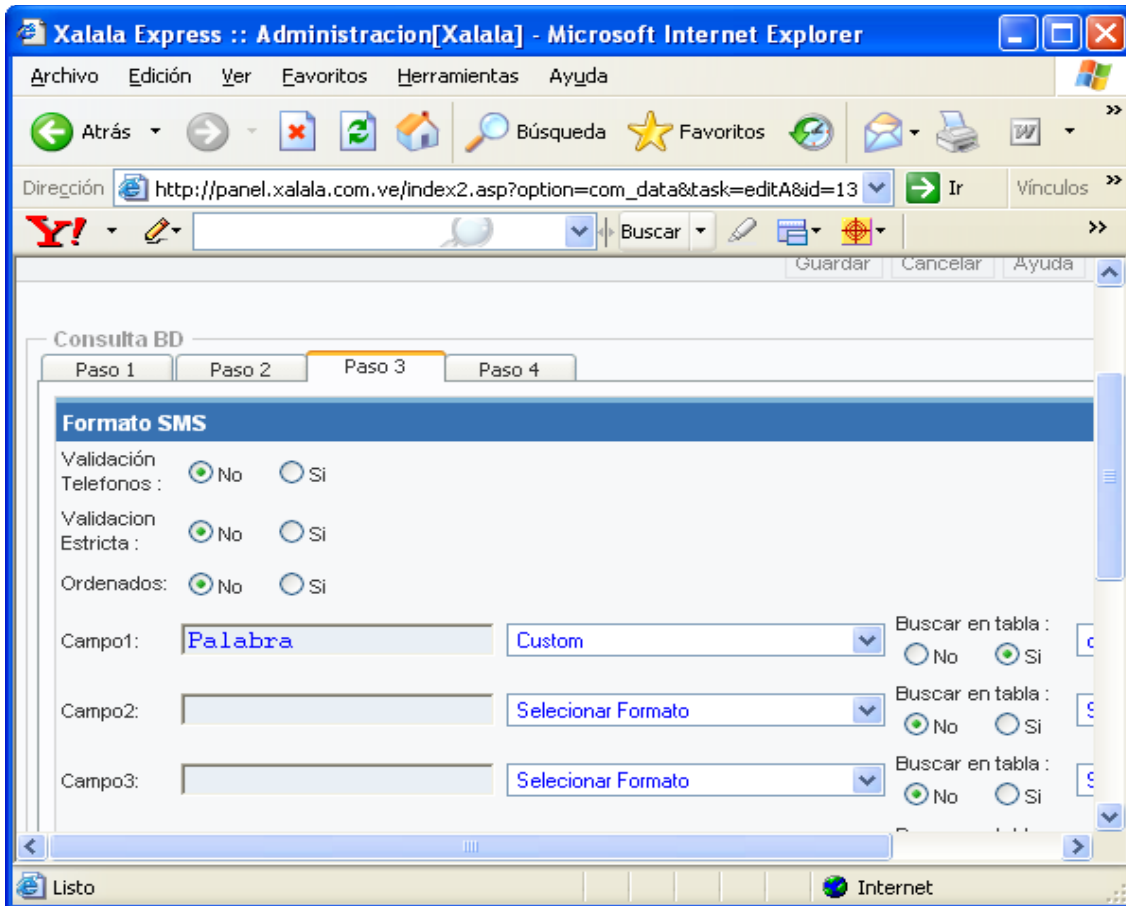 Xalala Express :: Administracion[Xalala] - Microsoft Internet Explorer
Archivo Edición Ver Favoritos Herramientas Ayuda
Atrás Búsqueda Favoritos »
Dirección http://panel.xalala.com.ve/index2.asp?option=com_data&task=editA&id=13 Ir Vínculos »
Y! Buscar »
Guardar Cancelar Ayuda
Consulta BD
Paso 1 Paso 2 Paso 3 Paso 4
Formato SMS
Validación
Telefonos : No Si
Validacion
Estricta : No Si
Ordenados: No Si
Buscar en tabla :
Campo1: Palabra Custom No Si
Buscar en tabla :
Campo2: Selecionar Formato No Si
Buscar en tabla :
Campo3: Selecionar Formato No Si
Listo Internet